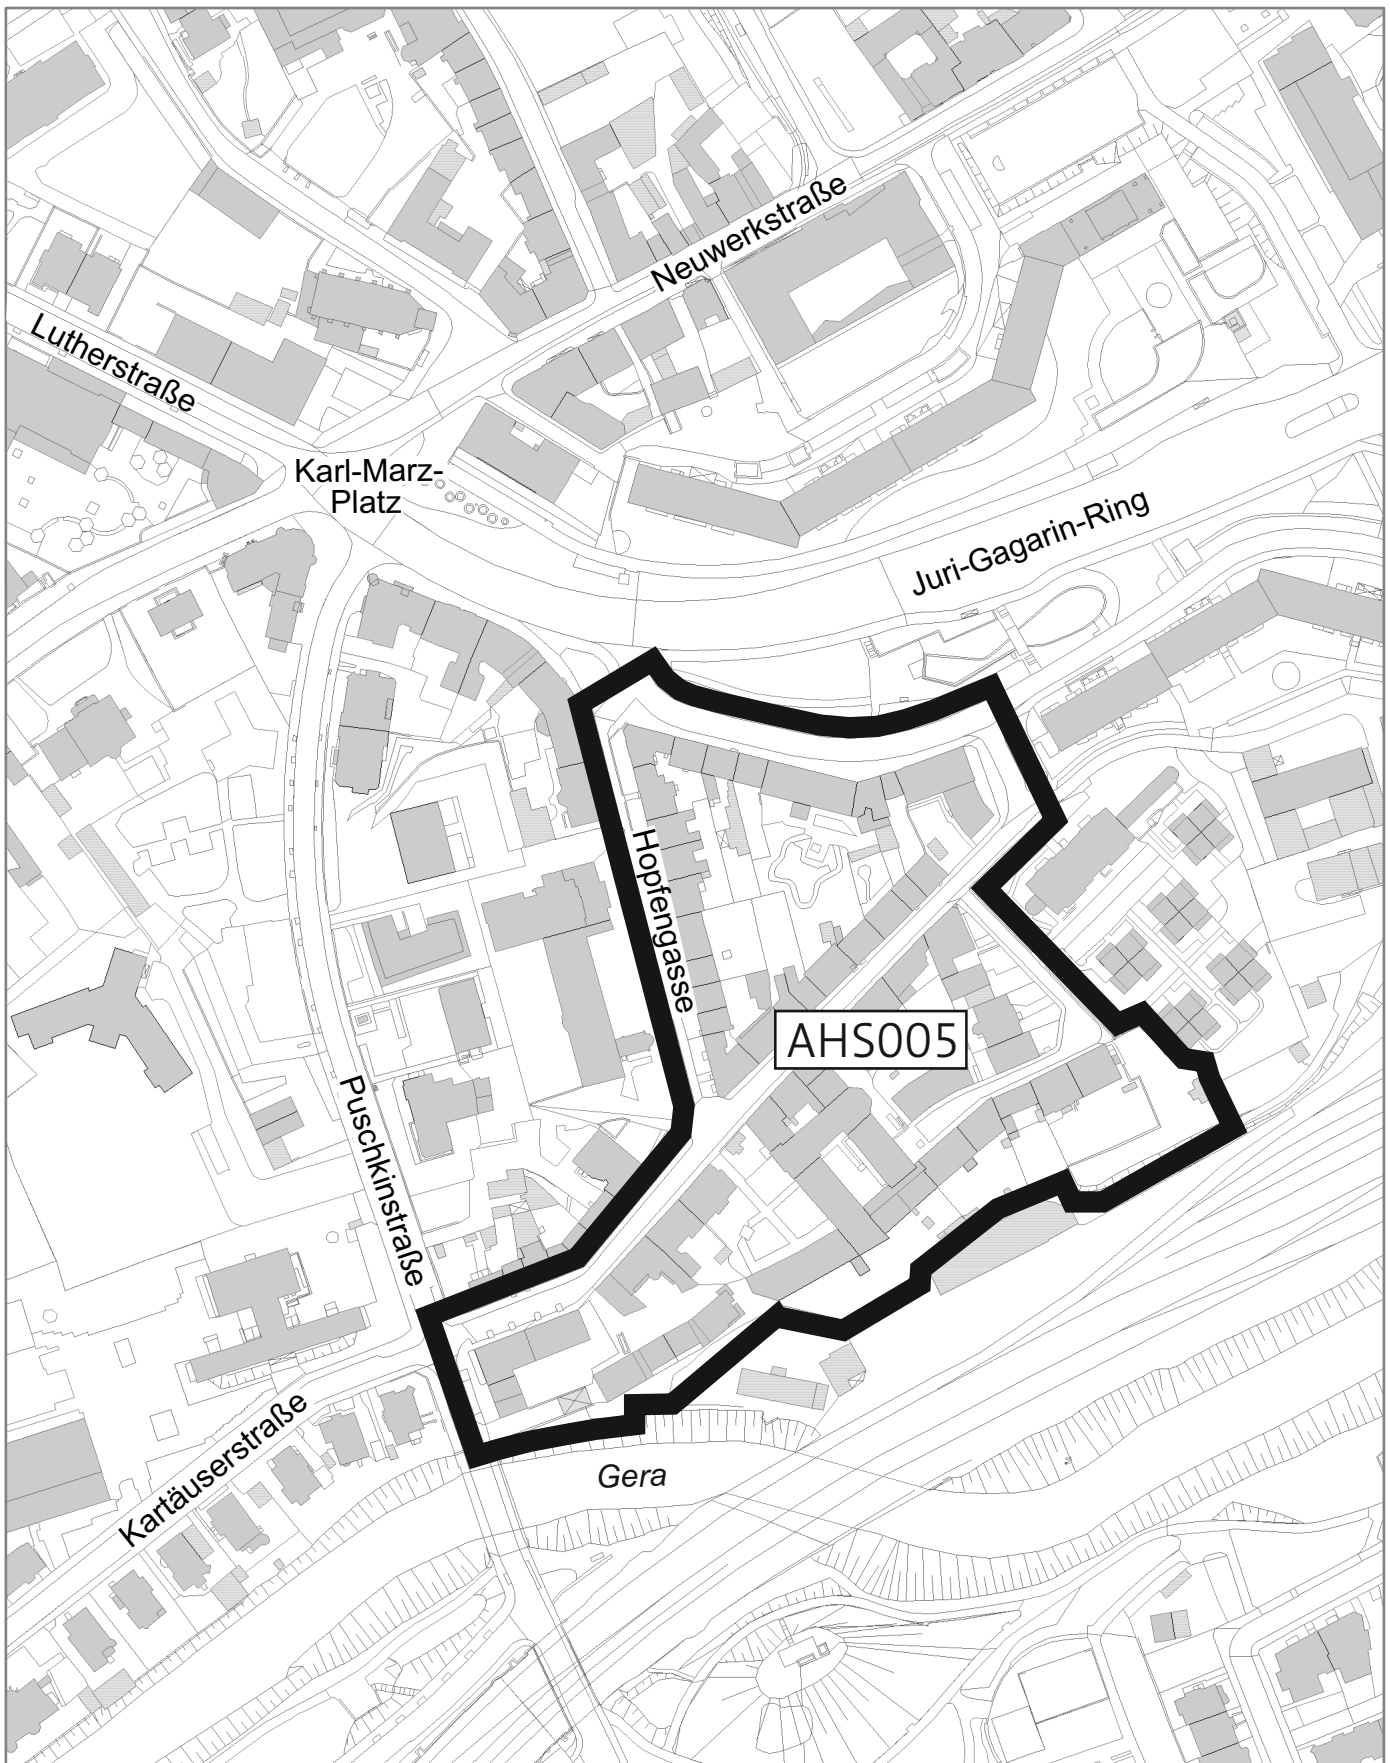 Neuwerkstraße
Lutherstraße
Karl-Marz-
Platz
Juri-Gagarin-Ring
Hopfengasse
AHS005
Puschkinstraße
Kartäuserstraße
Gera